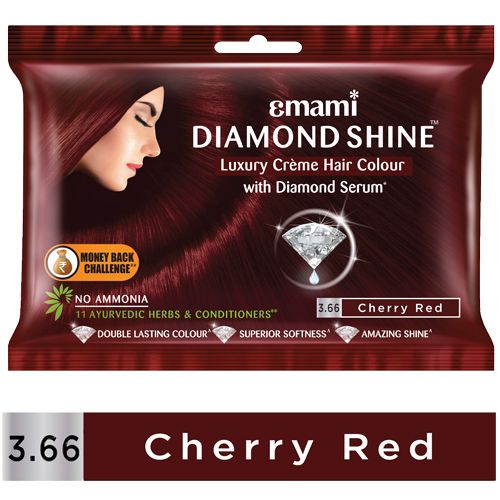 emami*
DIAMOND SHINE™
Luxury Crème Hair Colour
with Diamond Serum*
MONEY BACK
CHALLENGE##
NO AMMONIA
11 AYURVEDIC HERBS & CONDITIONERS**
3.66 Cherry Red
DOUBLE LASTING COLOUR^ SUPERIOR SOFTNESS^ AMAZING SHINE^
3.66 Cherry Red